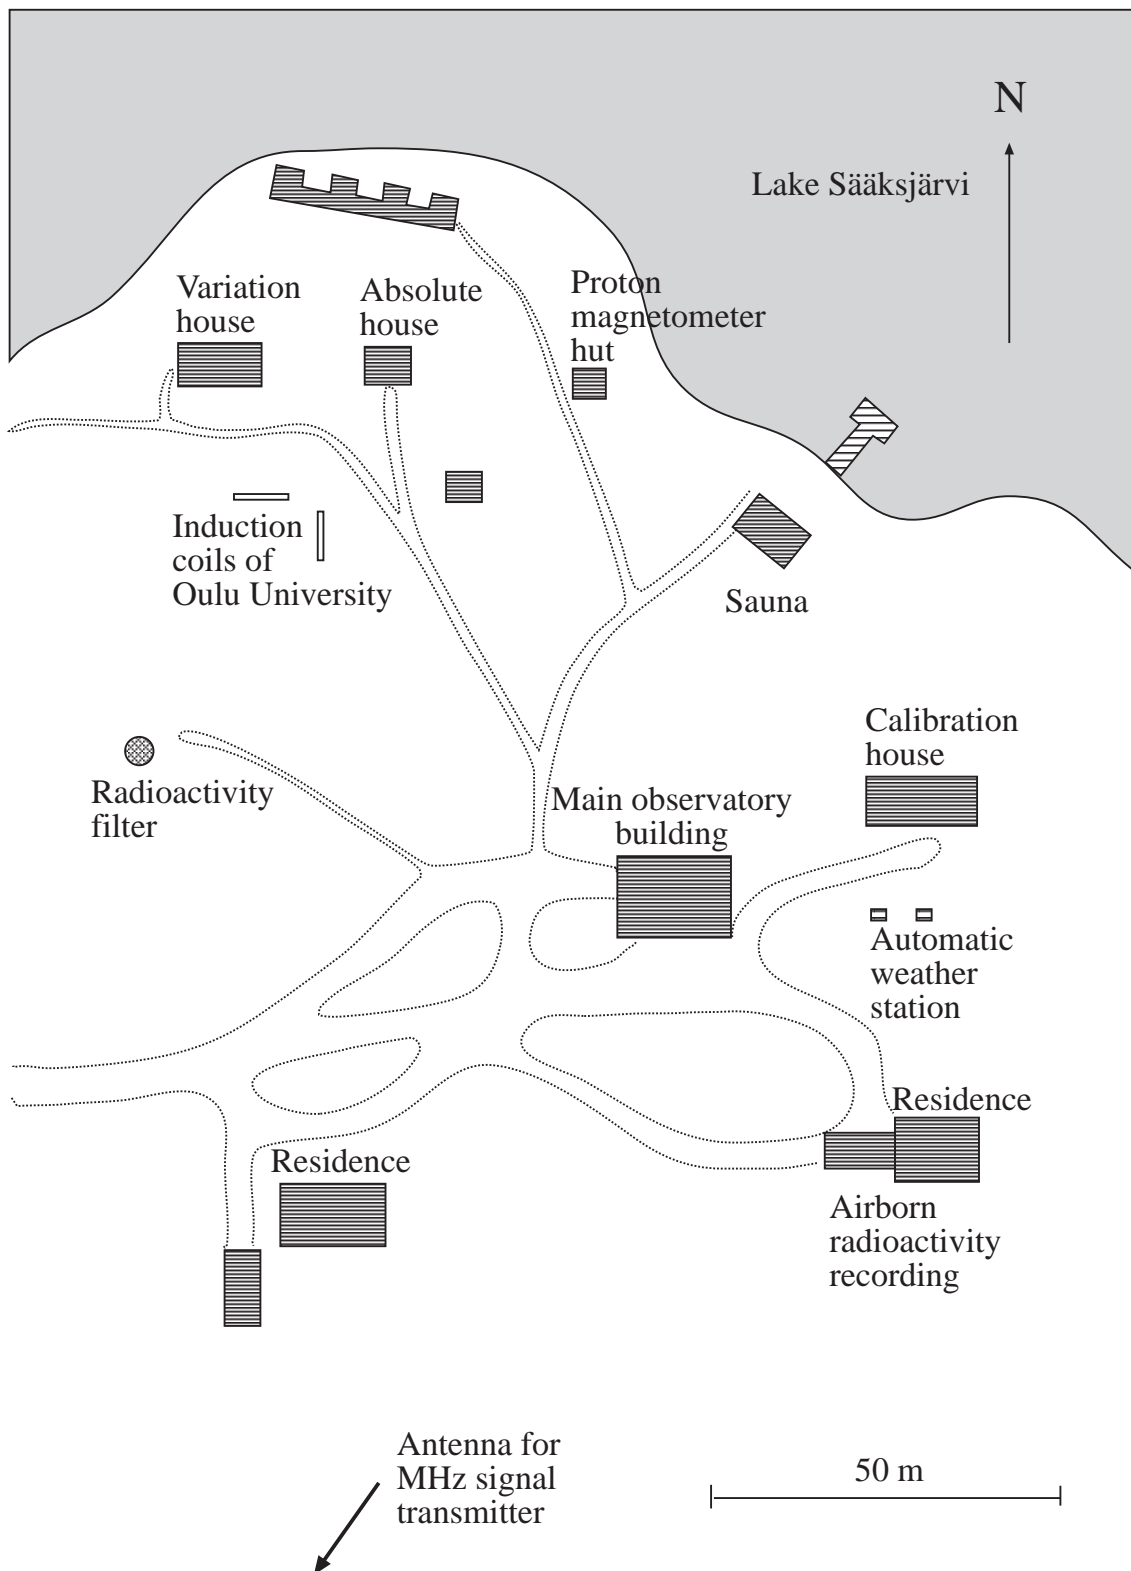 N
Lake Sääksjärvi
Variation
house
Absolute
house
Proton
magnetometer
hut
Induction
coils of
Oulu University
Sauna
Calibration
house
Radioactivity
filter
Main observatory
building
Automatic
weather
station
Residence
Residence
Airborn
radioactivity
recording
Antenna for
MHz signal
transmitter
50 m